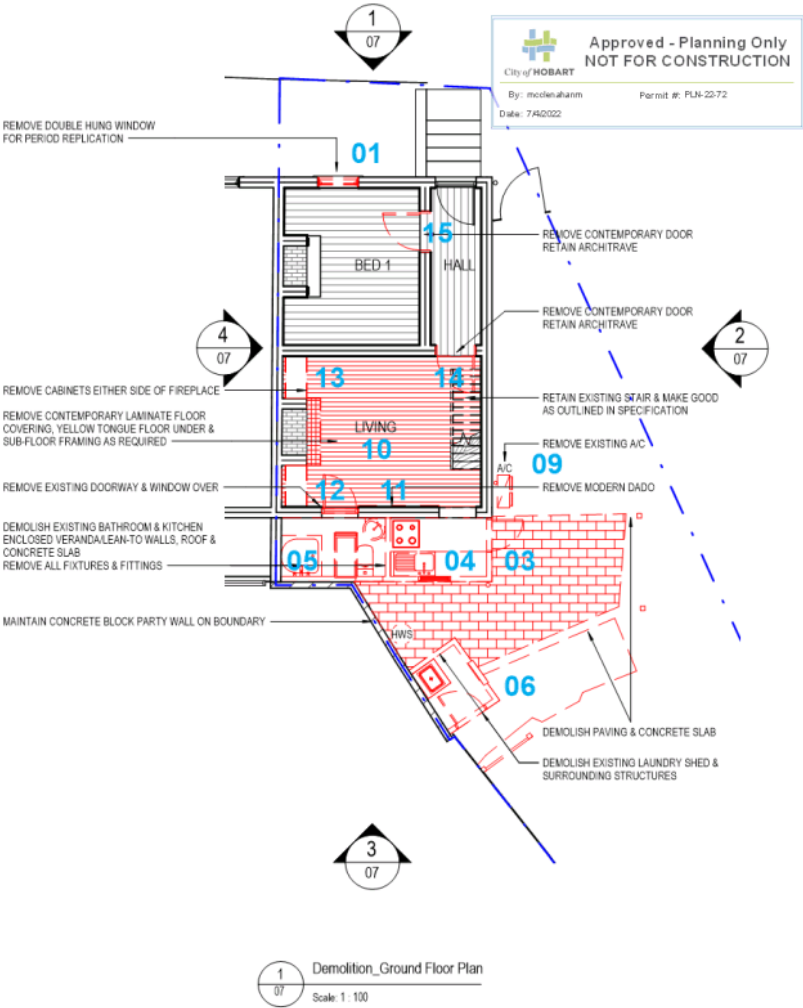 1
07
Approved - Planning Only
NOT FOR CONSTRUCTION
City of HOBART
By: mcclenahanm
Permit #: PLN-22-72
Date: 7/4/2022
REMOVE DOUBLE HUNG WINDOW
FOR PERIOD REPLICATION
01
15
REMOVE CONTEMPORARY DOOR
RETAIN ARCHITRAVE
BED 1
HALL
REMOVE CONTEMPORARY DOOR
RETAIN ARCHITRAVE
4
07
2
07
13
14
REMOVE CABINETS EITHER SIDE OF FIREPLACE
RETAIN EXISTING STAIR & MAKE GOOD
AS OUTLINED IN SPECIFICATION
REMOVE CONTEMPORARY LAMINATE FLOOR
COVERING, YELLOW TONGUE FLOOR UNDER &
SUB-FLOOR FRAMING AS REQUIRED
LIVING
10
REMOVE EXISTING A/C
A/C
09
REMOVE EXISTING DOORWAY & WINDOW OVER
12
11
REMOVE MODERN DADO
DEMOLISH EXISTING BATHROOM & KITCHEN
ENCLOSED VERANDA/LEAN-TO WALLS, ROOF &
CONCRETE SLAB
REMOVE ALL FIXTURES & FITTINGS
05
04
03
MAINTAIN CONCRETE BLOCK PARTY WALL ON BOUNDARY
HWS
06
DEMOLISH PAVING & CONCRETE SLAB
DEMOLISH EXISTING LAUNDRY SHED &
SURROUNDING STRUCTURES
3
07
1
07
Demolition_Ground Floor Plan
Scale: 1 : 100